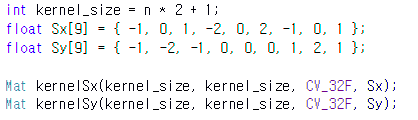 int kernel_size = n * 2 + 1;
float Sx[9] = { -1, 0, 1, -2, 0, 2, -1, 0, 1 };
float Sy[9] = { -1, -2, -1, 0, 0, 0, 1, 2, 1 };
Mat kernelSx(kernel_size, kernel_size, CV_32F, Sx);
Mat kernelSy(kernel_size, kernel_size, CV_32F, Sy);